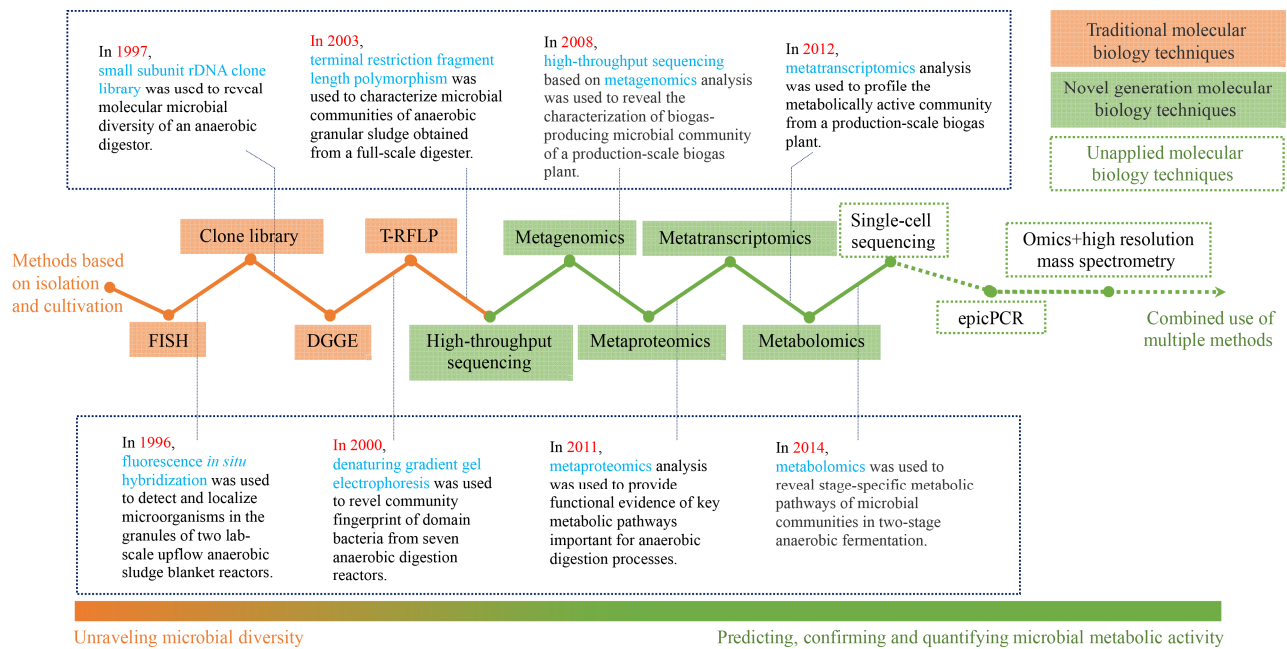 In 1997,
small subunit rDNA clone
library was used to reveal
molecular microbial
diversity of an anaerobic
digestor.
In 2003,
terminal restriction fragment
length polymorphism was
used to characterize microbial
communities of anaerobic
granular sludge obtained
from a full-scale digester.
In 2008,
high-throughput sequencing
based on metagenomics analysis
was used to reveal the
characterization of biogas-
producing microbial community
of a production-scale biogas
plant.
In 2012,
metatranscriptomics analysis
was used to profile the
metabolically active community
from a production-scale biogas
plant.
Traditional molecular
biology techniques
Novel generation molecular
biology techniques
Unapplied molecular
biology techniques
Methods based
on isolation
and cultivation
FISH
Clone library
DGGE
T-RFLP
High-throughput
sequencing
Metagenomics
Metaproteomics
Metatranscriptomics
Metabolomics
Single-cell
sequencing
epicPCR
Omics+high resolution
mass spectrometry
Combined use of
multiple methods
In 1996,
fluorescence in situ
hybridization was used
to detect and localize
microorganisms in the
granules of two lab-
scale upflow anaerobic
sludge blanket reactors.
In 2000,
denaturing gradient gel
electrophoresis was used
to revel community
fingerprint of domain
bacteria from seven
anaerobic digestion
reactors.
In 2011,
metaproteomics analysis
was used to provide
functional evidence of key
metabolic pathways
important for anaerobic
digestion processes.
In 2014,
metabolomics was used to
reveal stage-specific metabolic
pathways of microbial
communities in two-stage
anaerobic fermentation.
Unraveling microbial diversity
Predicting, confirming and quantifying microbial metabolic activity